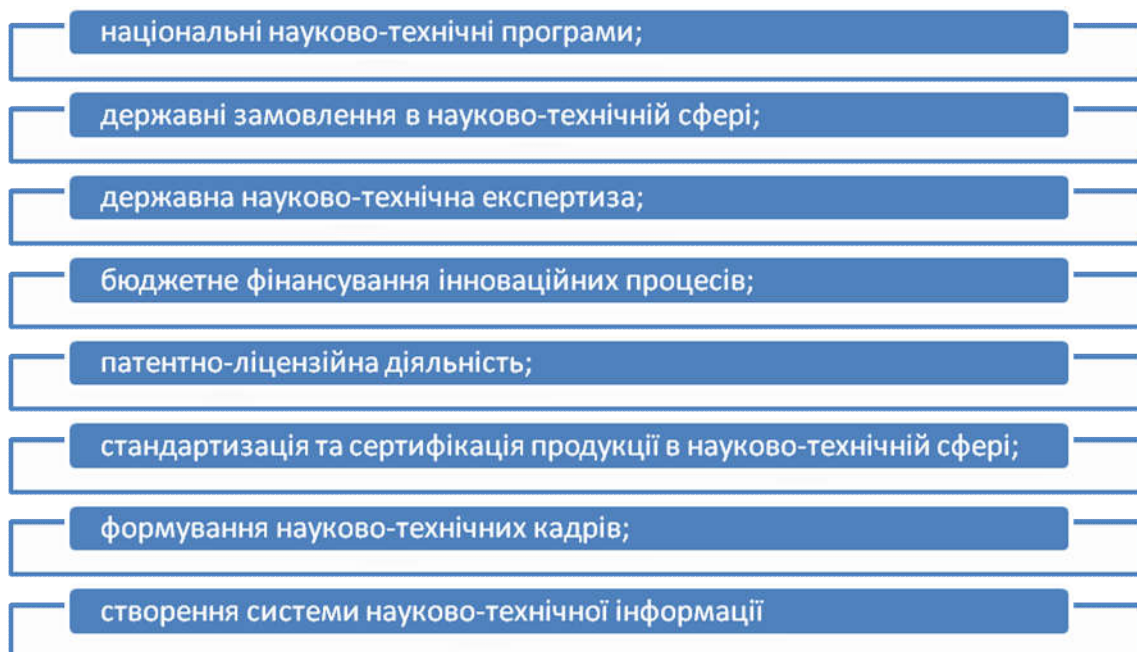 національні науково-технічні програми;
державні замовлення в науково-технічній сфері;
державна науково-технічна експертиза;
бюджетне фінансування інноваційних процесів;
патентно-ліцензійна діяльність;
стандартизація та сертифікація продукції в науково-технічній сфері;
формування науково-технічних кадрів;
створення системи науково-технічної інформації